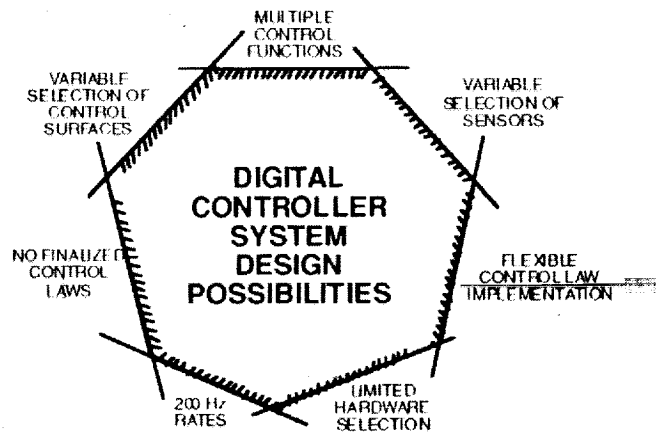 MULTIPLE
CONTROL
FUNCTIONS
VARIABLE
SELECTION OF
CONTROL
SURFACES
VARIABLE
SELECTION OF
SENSORS
DIGITAL
CONTROLLER
SYSTEM
DESIGN
POSSIBILITIES
NO FINALIZED
CONTROL
LAWS
FLEXIBLE
CONTROL LAW
IMPLEMENTATION
200 Hz
RATES
LIMITED
HARDWARE
SELECTION